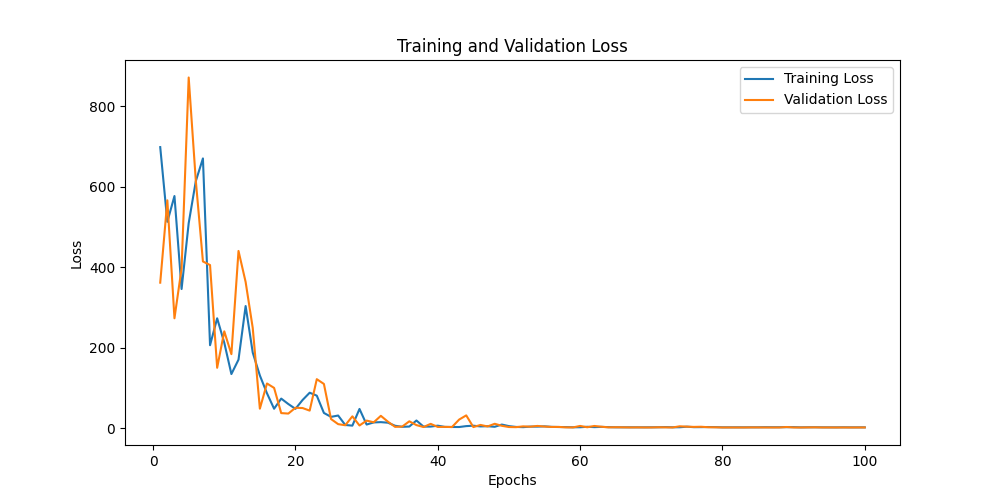 Training and Validation Loss
Training Loss
Validation Loss
800
600
400
200
0
Loss
0 20 40 60 80 100
Epochs